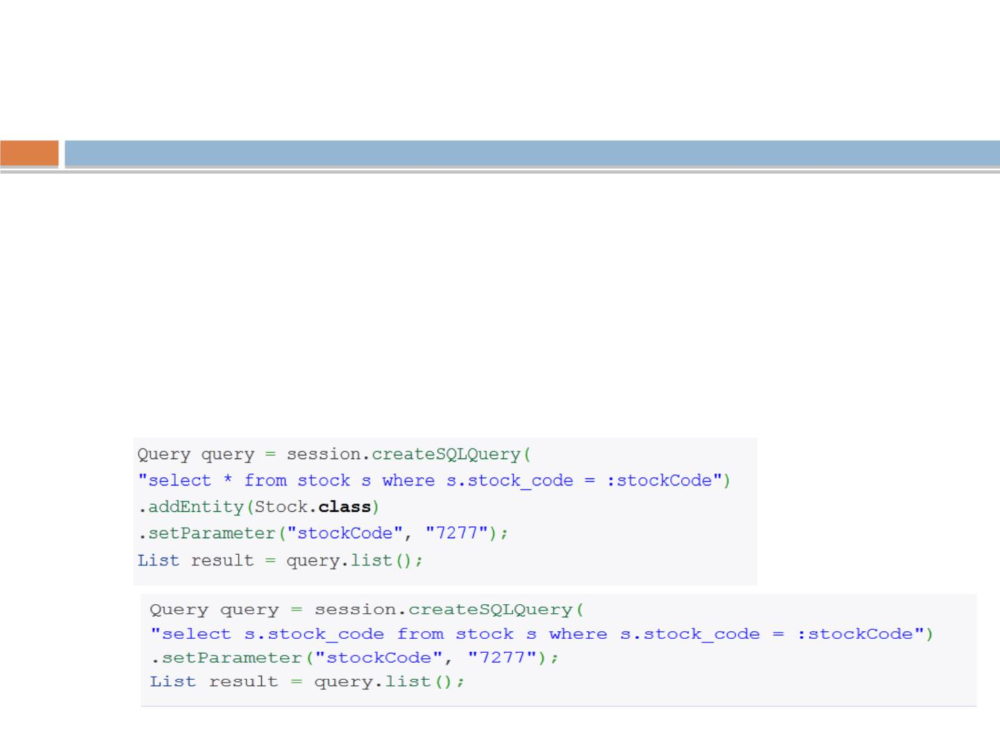 Query query = session.createSQLQuery(
"select * from stock s where s.stock_code = :stockCode")
.addEntity(Stock.class)
.setParameter("stockCode", "7277");
List result = query.list();
Query query = session.createSQLQuery(
"select s.stock_code from stock s where s.stock_code = :stockCode")
.setParameter("stockCode", "7277");
List result = query.list();